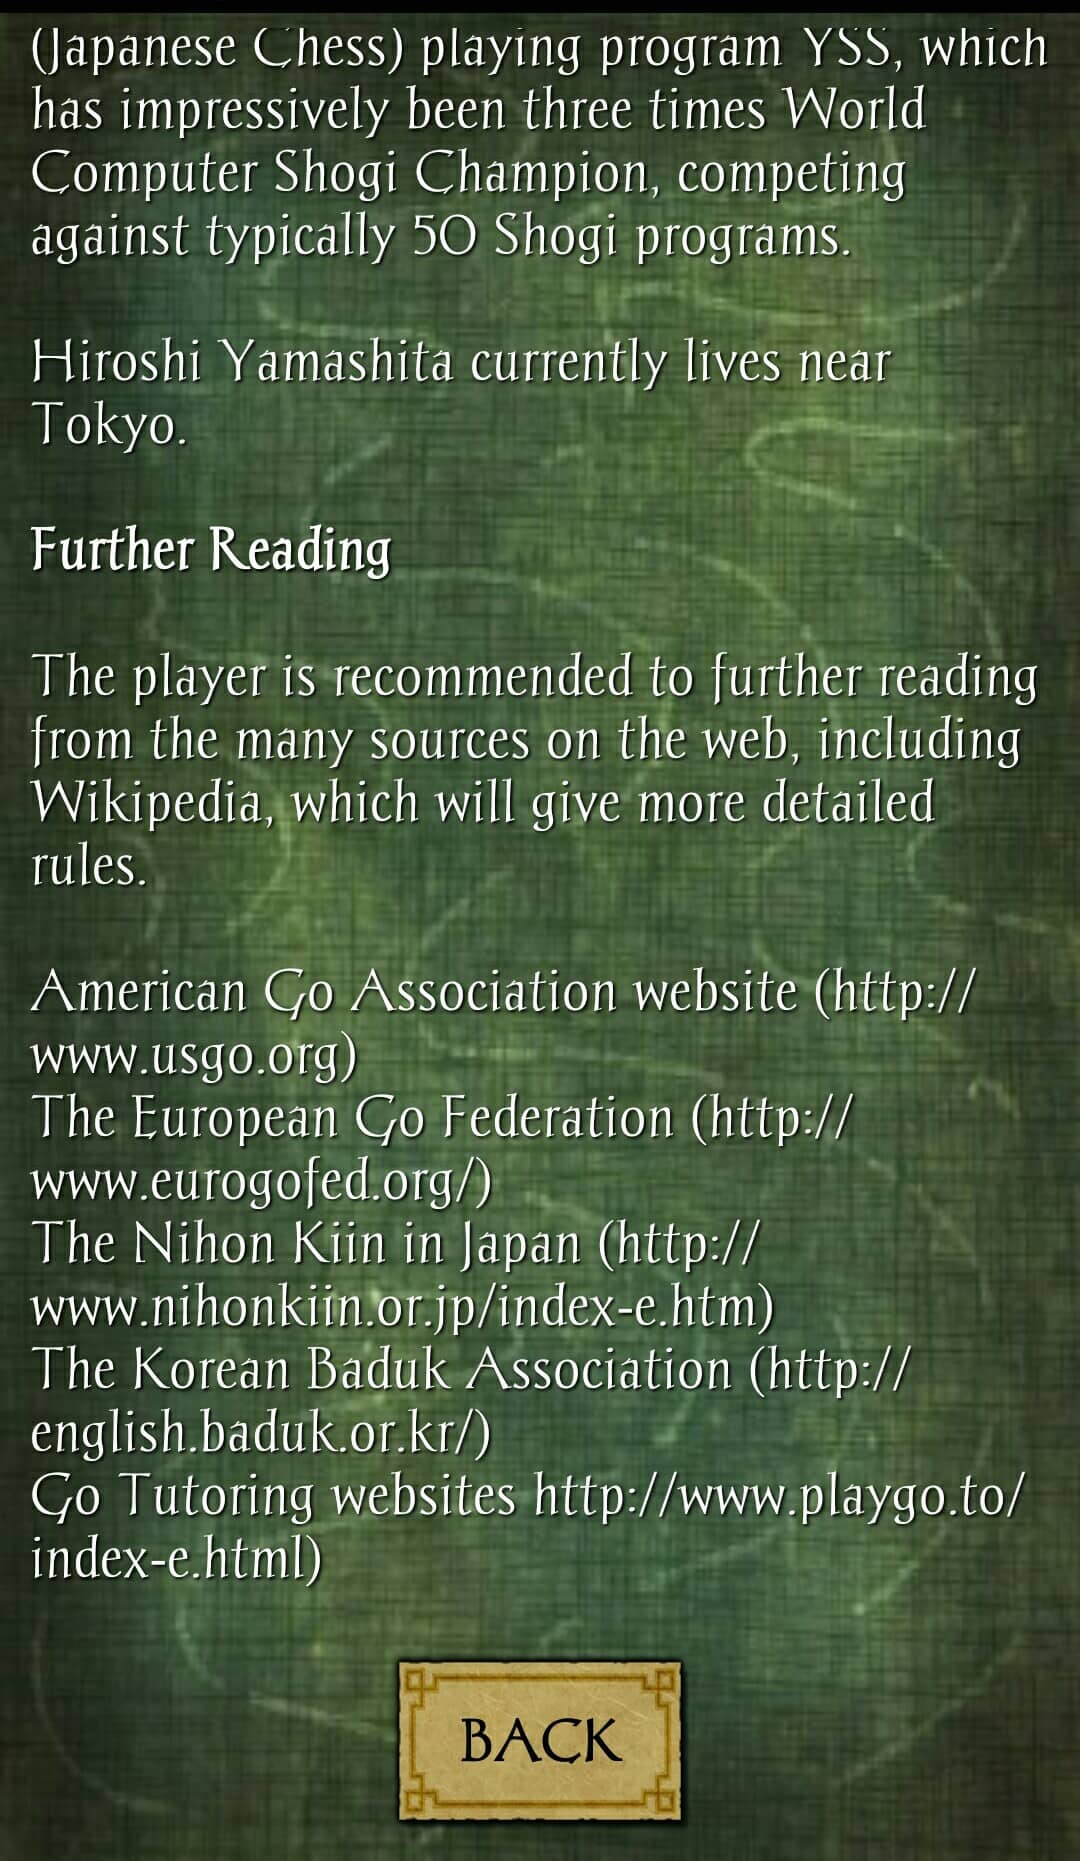 (Japanese Chess) playing program YSS, which
has impressively been three times World
Computer Shogi Champion, competing
against typically 50 Shogi programs.
Hiroshi Yamashita currently lives near
Tokyo.
Further Reading
The player is recommended to further reading
from the many sources on the web, including
Wikipedia, which will give more detailed
rules.
American Go Association website (http://
www.usgo.org)
The European Go Federation (http://
www.eurogofed.org/)
The Nihon Kiin in Japan (http://
www.nihonkiin.or.jp/index-e.htm)
The Korean Baduk Association (http://
english.baduk.or.kr/)
Go Tutoring websites http://www.playgo.to/
index-e.html)
BACK